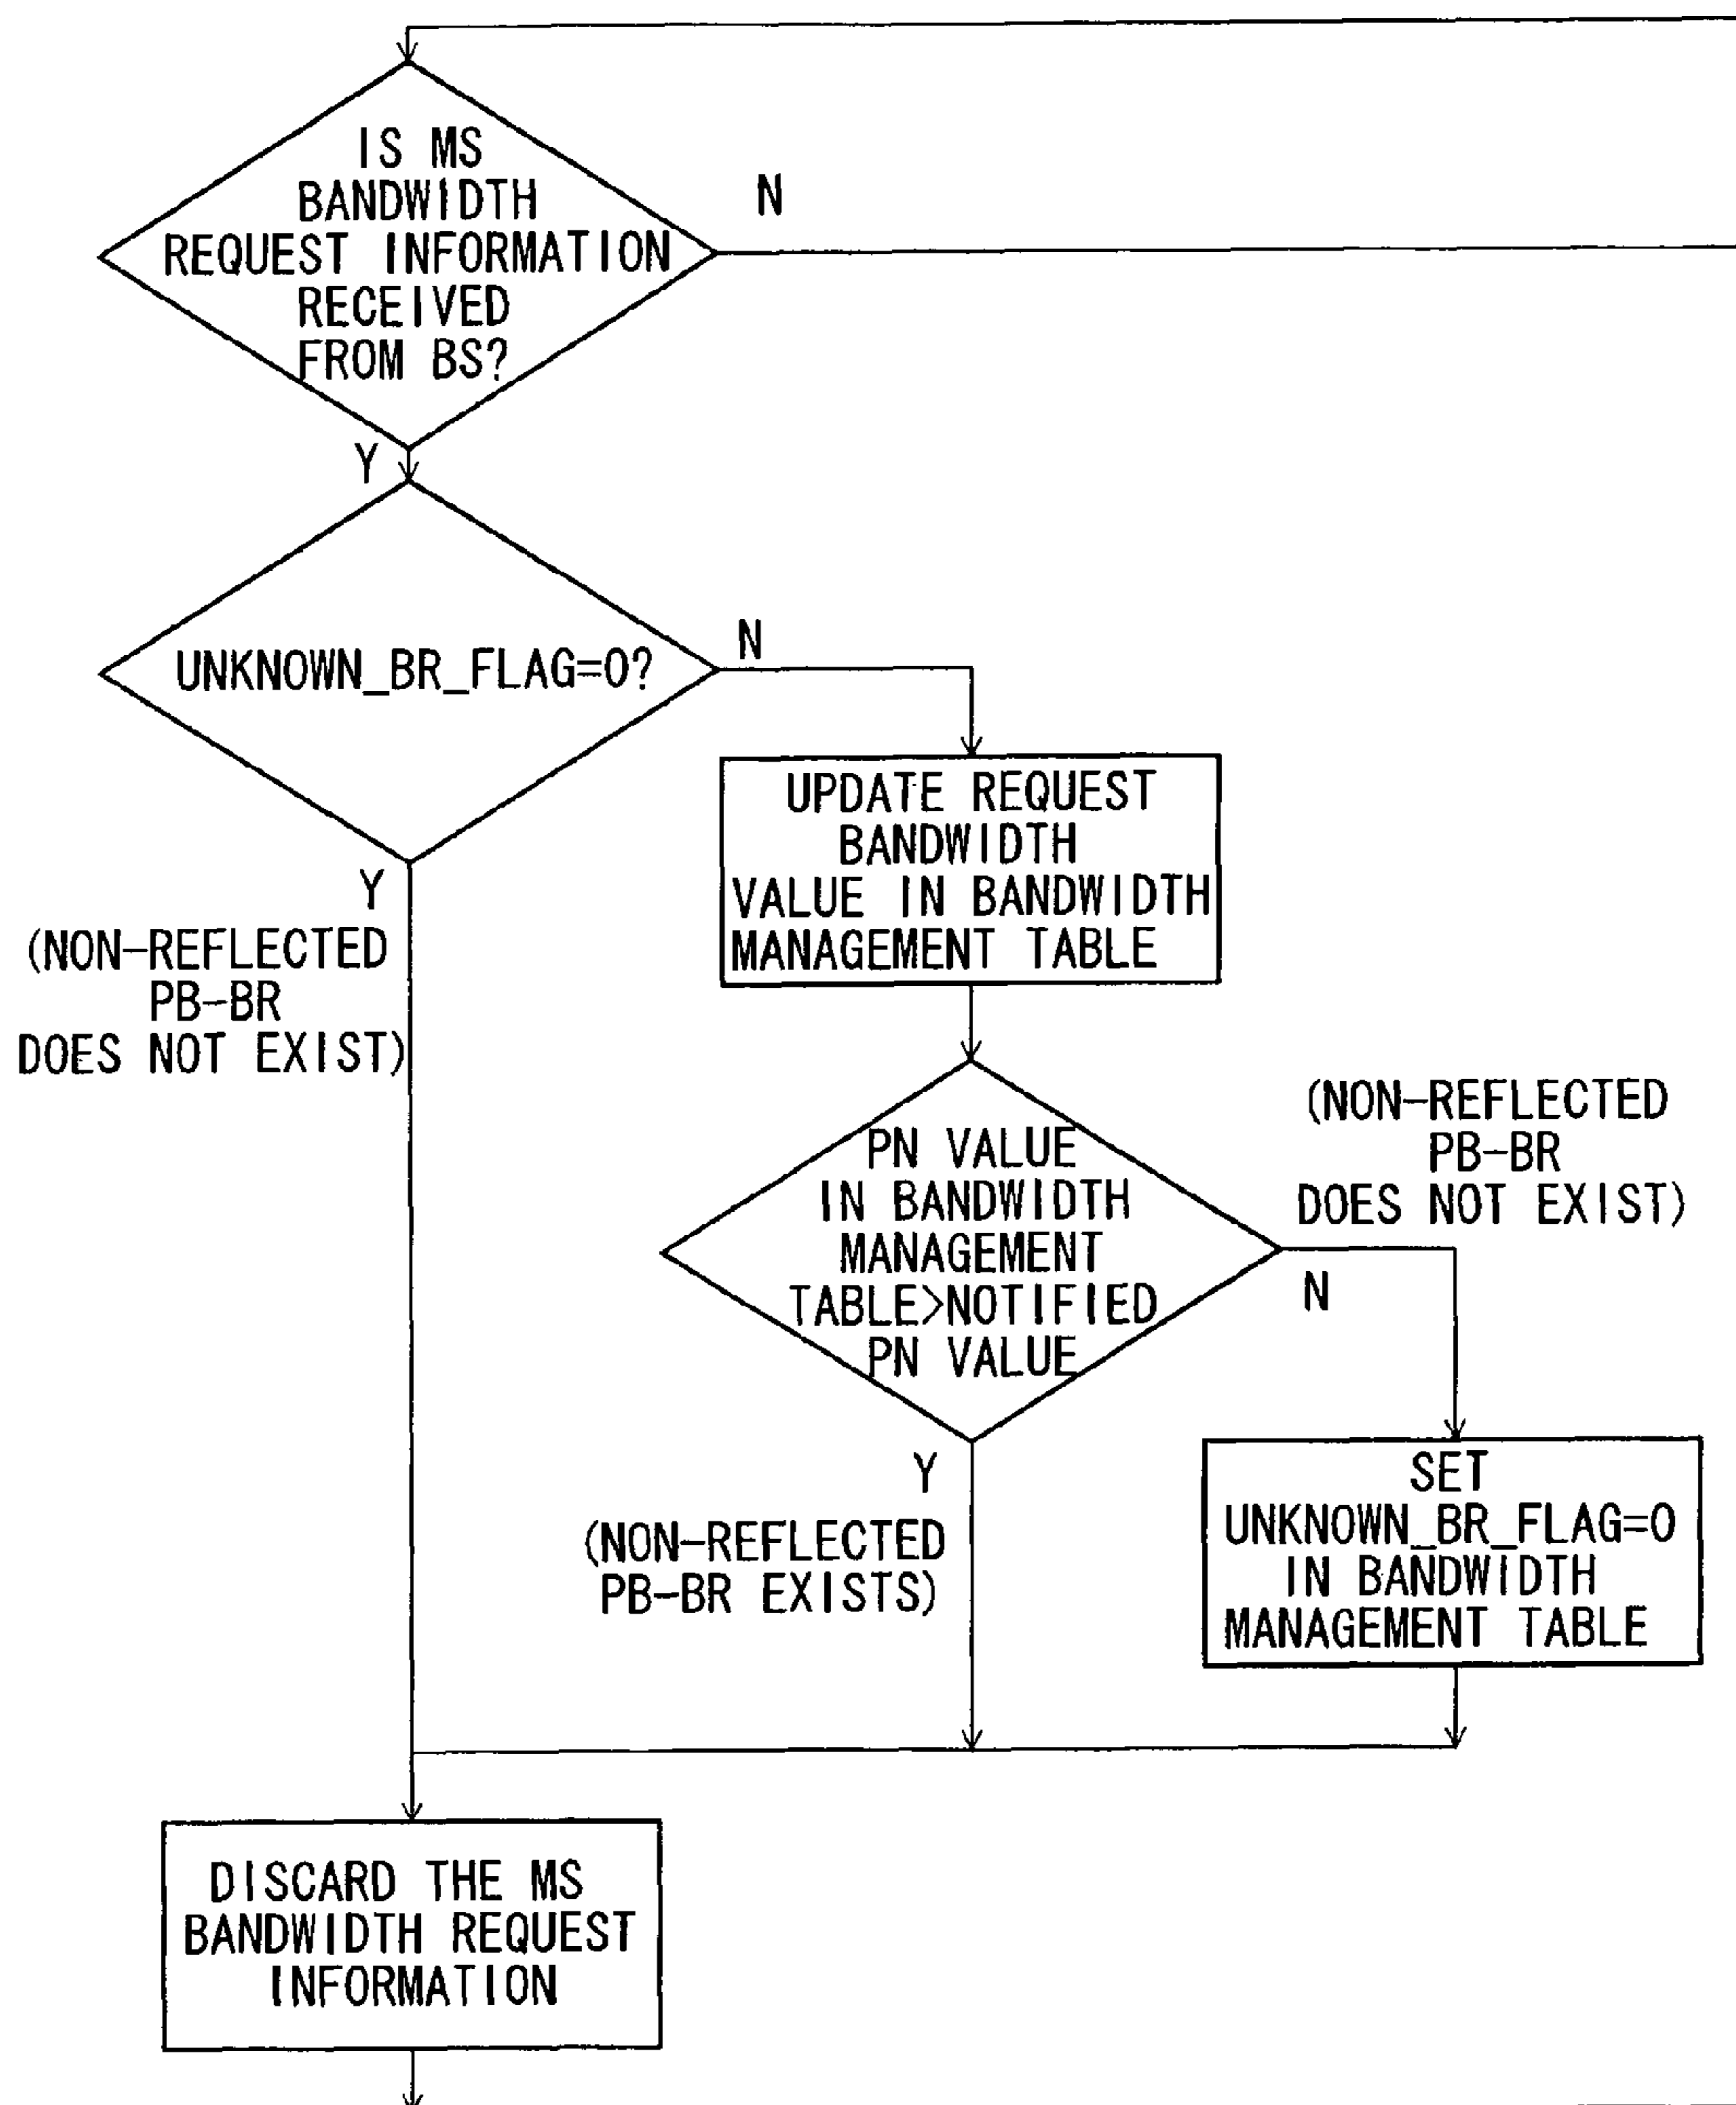 IS MS
BANDWIDTH
REQUEST INFORMATION
RECEIVED
FROM BS?
N
Y
UNKNOWN_BR_FLAG=0?
N
UPDATE REQUEST
BANDWIDTH
VALUE IN BANDWIDTH
MANAGEMENT TABLE
Y
(NON-REFLECTED
PB-BR
DOES NOT EXIST)
PN VALUE
IN BANDWIDTH
MANAGEMENT
TABLE>NOTIFIED
PN VALUE
(NON-REFLECTED
PB-BR
DOES NOT EXIST)
N
Y
(NON-REFLECTED
PB-BR EXISTS)
SET
UNKNOWN_BR_FLAG=0
IN BANDWIDTH
MANAGEMENT TABLE
DISCARD THE MS
BANDWIDTH REQUEST
INFORMATION